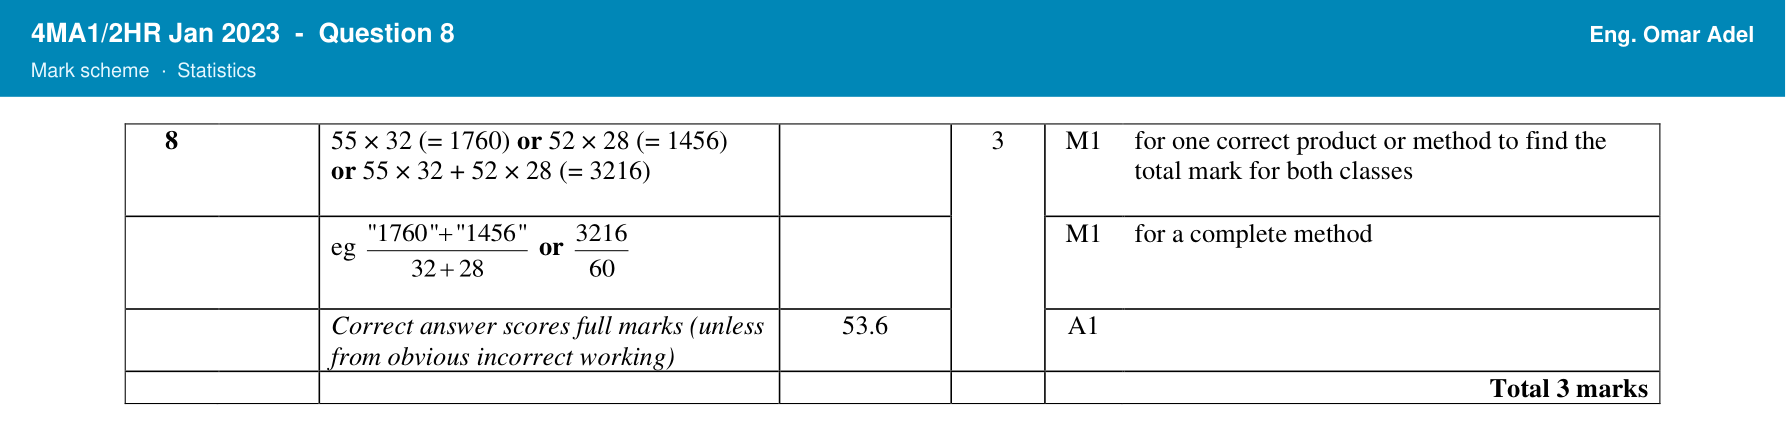 4MA1/2HR Jan 2023 - Question 8
Eng. Omar Adel
Mark scheme · Statistics
8 55 × 32 (= 1760) or 52 × 28 (= 1456) 3 M1 for one correct product or method to find the
or 55 × 32 + 52 × 28 (= 3216) total mark for both classes
eg "1760"+"1456" / 32+28 or 3216 / 60 M1 for a complete method
Correct answer scores full marks (unless 53.6 A1
from obvious incorrect working)
Total 3 marks